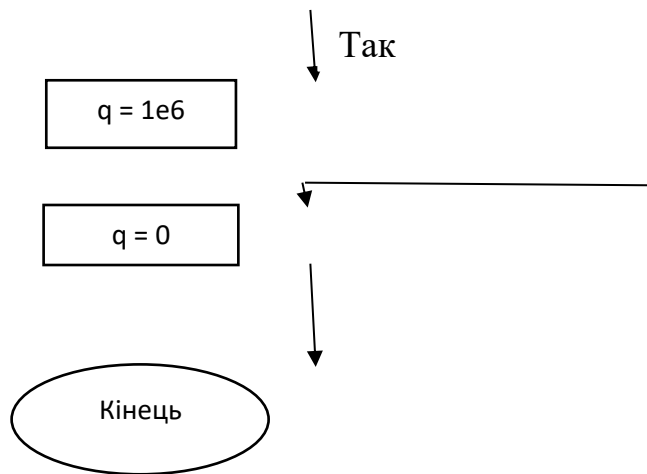 Так
q = 1e6
q = 0
Кінець